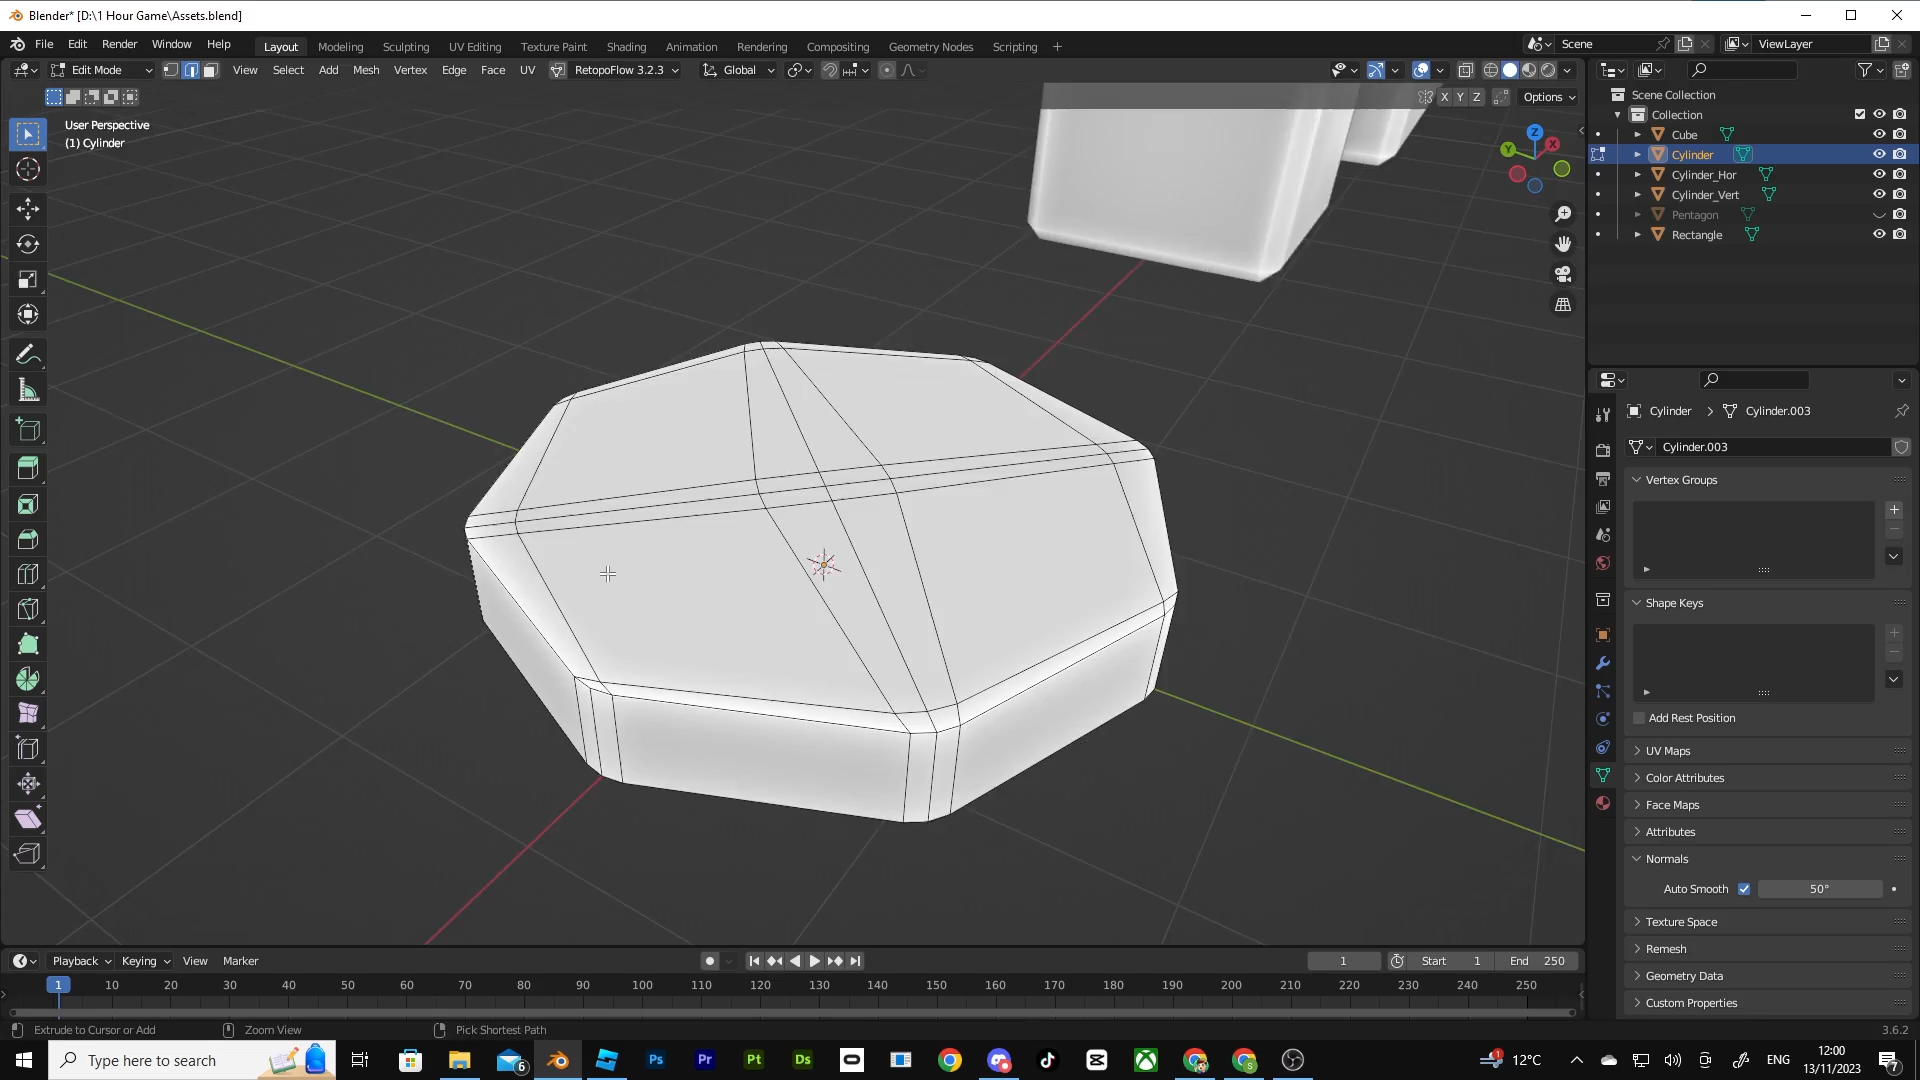 Blender* [D:\1 Hour Game\Assets.blend]
File Edit Render Window Help Layout Modeling Sculpting UV Editing Texture Paint Shading Animation Rendering Compositing Geometry Nodes Scripting + Scene ViewLayer
Edit Mode View Select Add Mesh Vertex Edge Face UV RetopoFlow 3.2.3 Global
X Y Z Options
User Perspective
(1) Cylinder
Z
Y
X
Scene Collection
Collection
Cube
Cylinder
Cylinder_Hor
Cylinder_Vert
Pentagon
Rectangle
Cylinder > Cylinder.003
Cylinder.003
Vertex Groups
Shape Keys
Add Rest Position
UV Maps
Color Attributes
Face Maps
Attributes
Normals
Auto Smooth 50°
Texture Space
Remesh
Geometry Data
Custom Properties
Playback Keying View Marker 1 Start 1 End 250
1 10 20 30 40 50 60 70 80 90 100 110 120 130 140 150 160 170 180 190 200 210 220 230 240 250
Extrude to Cursor or Add Zoom View Pick Shortest Path 3.6.2
Type here to search 6 Ps Pr Pt Ds 1 12°C ENG 12:00 7
13/11/2023